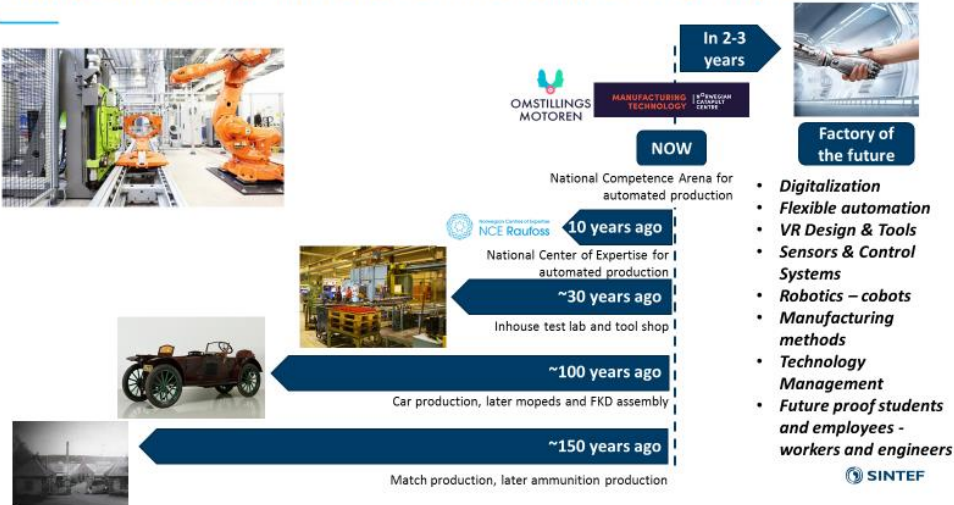 In 2-3
years
OMSTILLINGS
MOTOREN
MANUFACTURING
TECHNOLOGY
NORWEGIAN
CATAPULT
CENTRE
NOW
National Competence Arena for
automated production
Norwegian Centres of Expertise
NCE Raufoss
10 years ago
National Center of Expertise for
automated production
~30 years ago
Inhouse test lab and tool shop
~100 years ago
Car production, later mopeds and FKD assembly
~150 years ago
Match production, later ammunition production
Factory of
the future
• Digitalization
• Flexible automation
• VR Design & Tools
• Sensors & Control
Systems
• Robotics – cobots
• Manufacturing
methods
• Technology
Management
• Future proof students
and employees -
workers and engineers
SINTEF